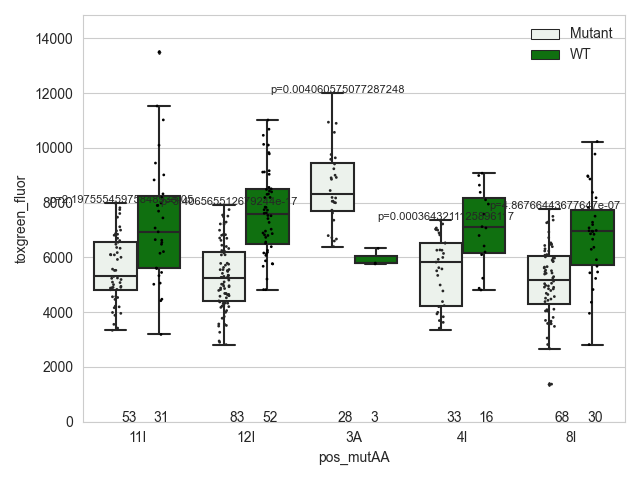 toxgreen_fluor
14000
12000
10000
8000
6000
4000
2000
0
Mutant
WT
p=0.004060575077287248
p=0.0003643211125896117
53 31 83 52 28 3 33 16 68 30
11I 12I 3A 4I 8I
pos_mutAA